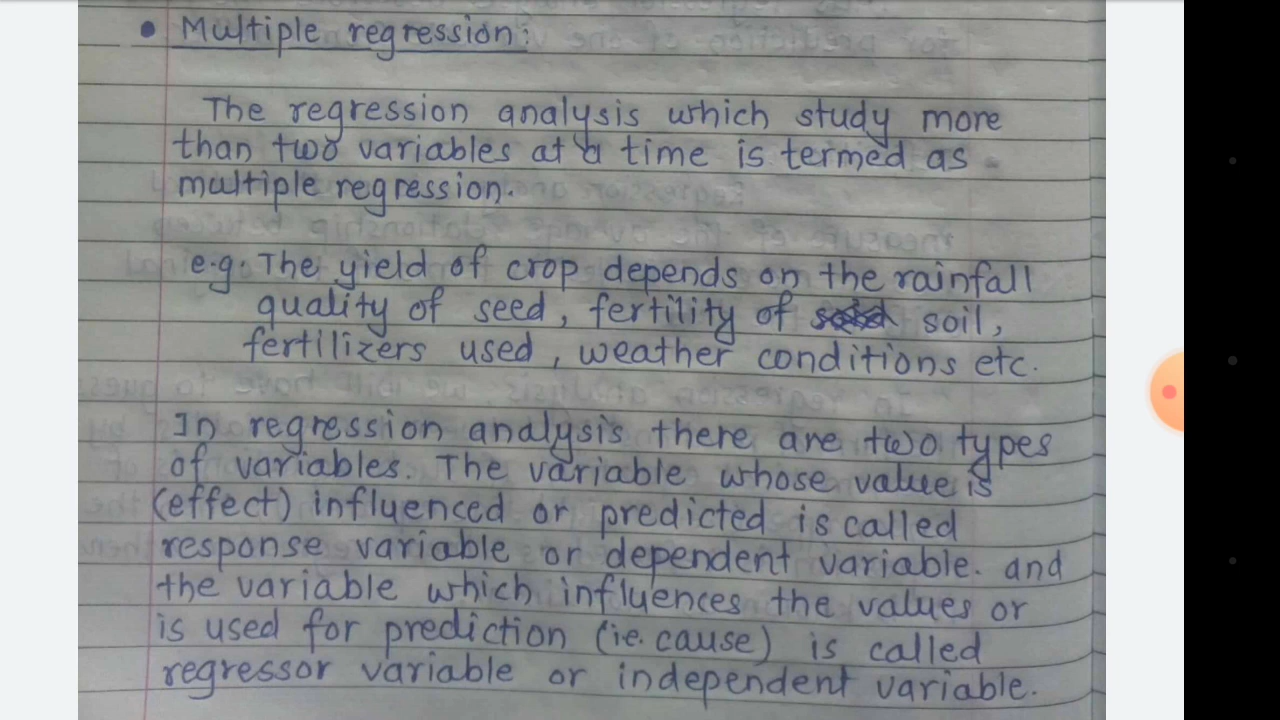 • Multiple regression:
The regression analysis which study more
than two variables at a time is termed as
multiple regression.
e.g. The yield of crop depends on the rainfall
quality of seed, fertility of soil,
fertilizers used, weather conditions etc.
In regression analysis there are two types
of variables. The variable whose value is
(effect) influenced or predicted is called
response variable or dependent variable. and
the variable which influences the values or
is used for prediction (ie. cause) is called
regressor variable or independent variable.